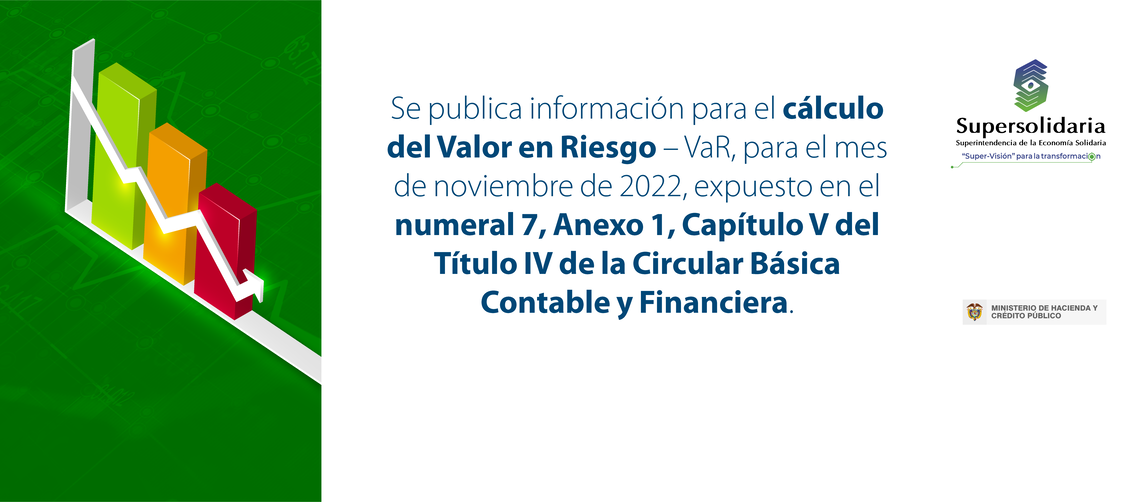 Se publica información para el cálculo
del Valor en Riesgo – VaR, para el mes
de noviembre de 2022, expuesto en el
numeral 7, Anexo 1, Capítulo V del
Título IV de la Circular Básica
Contable y Financiera.
Supersolidaria
Superintendencia de la Economía Solidaria
"Super-Visión" para la transformación
MINISTERIO DE HACIENDA Y
CRÉDITO PÚBLICO